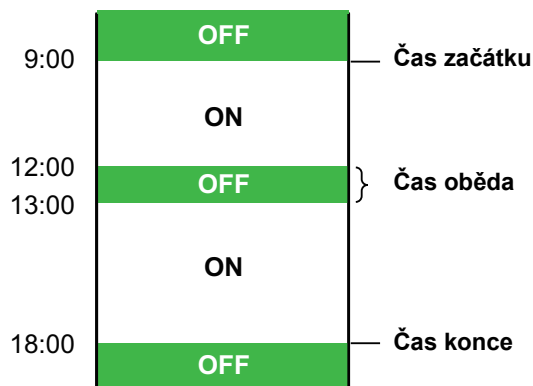 OFF
9:00 Čas začátku
ON
12:00
OFF Čas oběda
13:00
ON
18:00 Čas konce
OFF